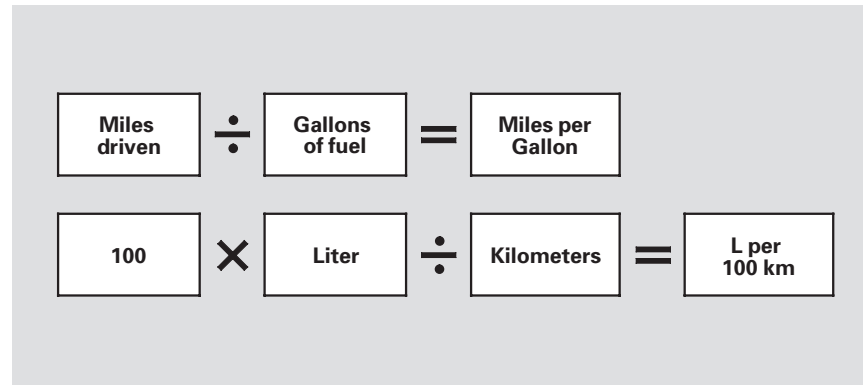 Miles driven ÷ Gallons of fuel = Miles per Gallon
100 × Liter ÷ Kilometers = L per 100 km